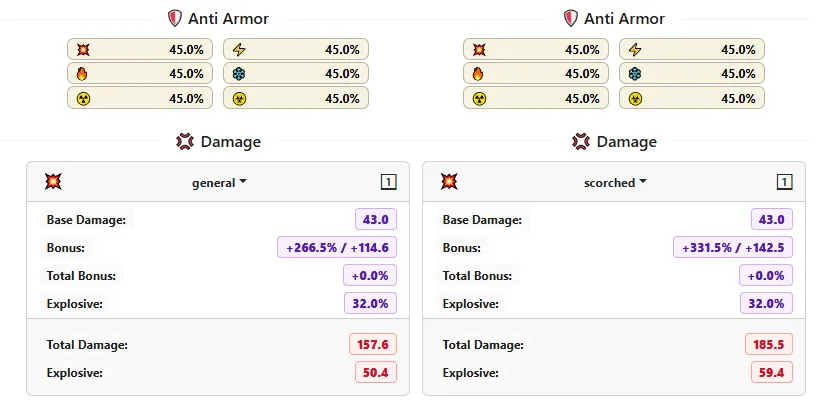 Anti Armor
45.0% 45.0%
45.0% 45.0%
45.0% 45.0%
Damage
general 1
Base Damage: 43.0
Bonus: +266.5% / +114.6
Total Bonus: +0.0%
Explosive: 32.0%
Total Damage: 157.6
Explosive: 50.4
Anti Armor
45.0% 45.0%
45.0% 45.0%
45.0% 45.0%
Damage
scorched 1
Base Damage: 43.0
Bonus: +331.5% / +142.5
Total Bonus: +0.0%
Explosive: 32.0%
Total Damage: 185.5
Explosive: 59.4